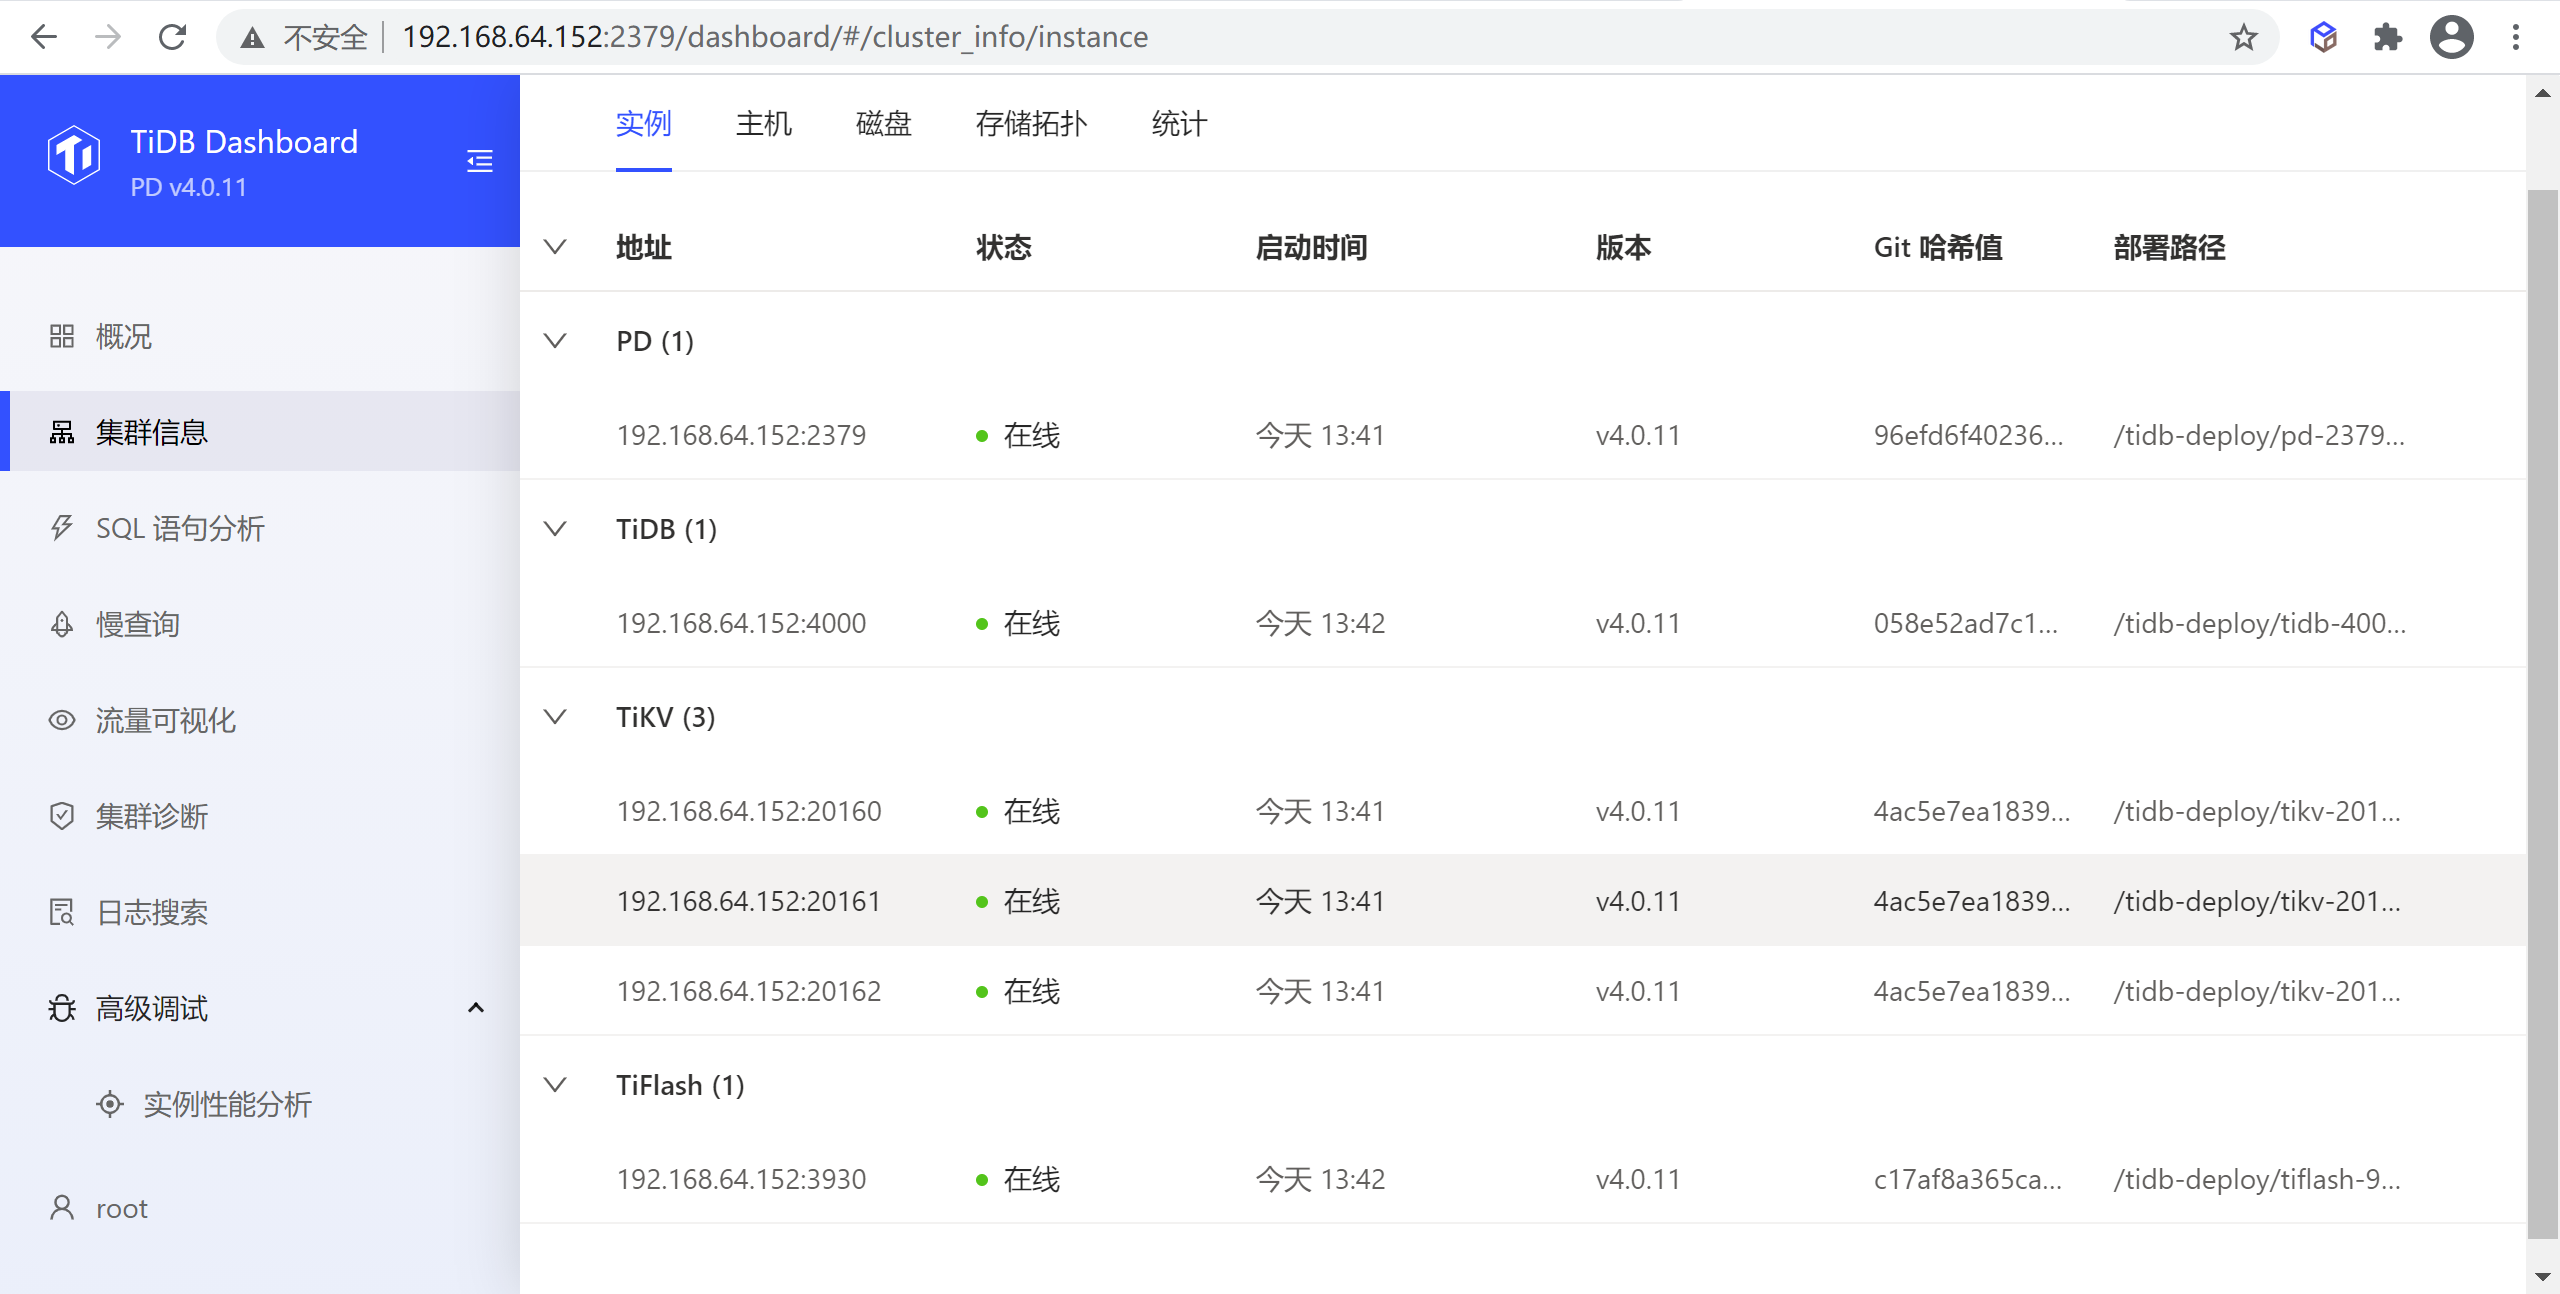 不安全 192.168.64.152:2379/dashboard/#/cluster_info/instance
TiDB Dashboard
PD v4.0.11
概况
集群信息
SQL 语句分析
慢查询
流量可视化
集群诊断
日志搜索
高级调试
实例性能分析
root
实例 主机 磁盘 存储拓扑 统计
地址 状态 启动时间 版本 Git 哈希值 部署路径
PD (1)
192.168.64.152:2379 在线 今天 13:41 v4.0.11 96efd6f40236... /tidb-deploy/pd-2379...
TiDB (1)
192.168.64.152:4000 在线 今天 13:42 v4.0.11 058e52ad7c1... /tidb-deploy/tidb-400...
TiKV (3)
192.168.64.152:20160 在线 今天 13:41 v4.0.11 4ac5e7ea1839... /tidb-deploy/tikv-201...
192.168.64.152:20161 在线 今天 13:41 v4.0.11 4ac5e7ea1839... /tidb-deploy/tikv-201...
192.168.64.152:20162 在线 今天 13:41 v4.0.11 4ac5e7ea1839... /tidb-deploy/tikv-201...
TiFlash (1)
192.168.64.152:3930 在线 今天 13:42 v4.0.11 c17af8a365ca... /tidb-deploy/tiflash-9...